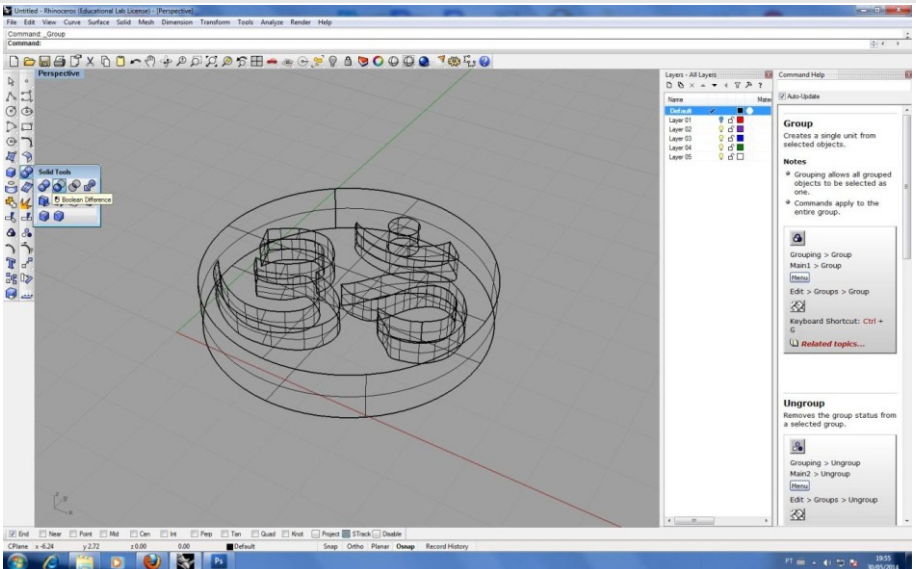 Untitled - Rhinoceros (Educational Lab License) - [Perspective]
File Edit View Curve Surface Solid Mesh Dimension Transform Tools Analyze Render Help
Command: _Group
Command:
Perspective
Solid Tools
Boolean Difference
Layers - All Layers
Name Mate
Default
Layer 01
Layer 02
Layer 03
Layer 04
Layer 05
Command Help
Auto-Update
Group
Creates a single unit from
selected objects.
Notes
Grouping allows all grouped
objects to be selected as
one.
Commands apply to the
entire group.
Grouping > Group
Main1 > Group
Menu
Edit > Groups > Group
Keyboard Shortcut: Ctrl +
G
Related topics...
Ungroup
Removes the group status from
a selected group.
Grouping > Ungroup
Main2 > Ungroup
Menu
Edit > Groups > Ungroup
z y
x
End Near Point Mid Cen Int Perp Tan Quad Knot Project STrack Disable
CPlane x -6.24 y 2.72 z 0.00 0.00 Default Snap Ortho Planar Osnap Record History
Ps
PT
19:55
30/05/2014